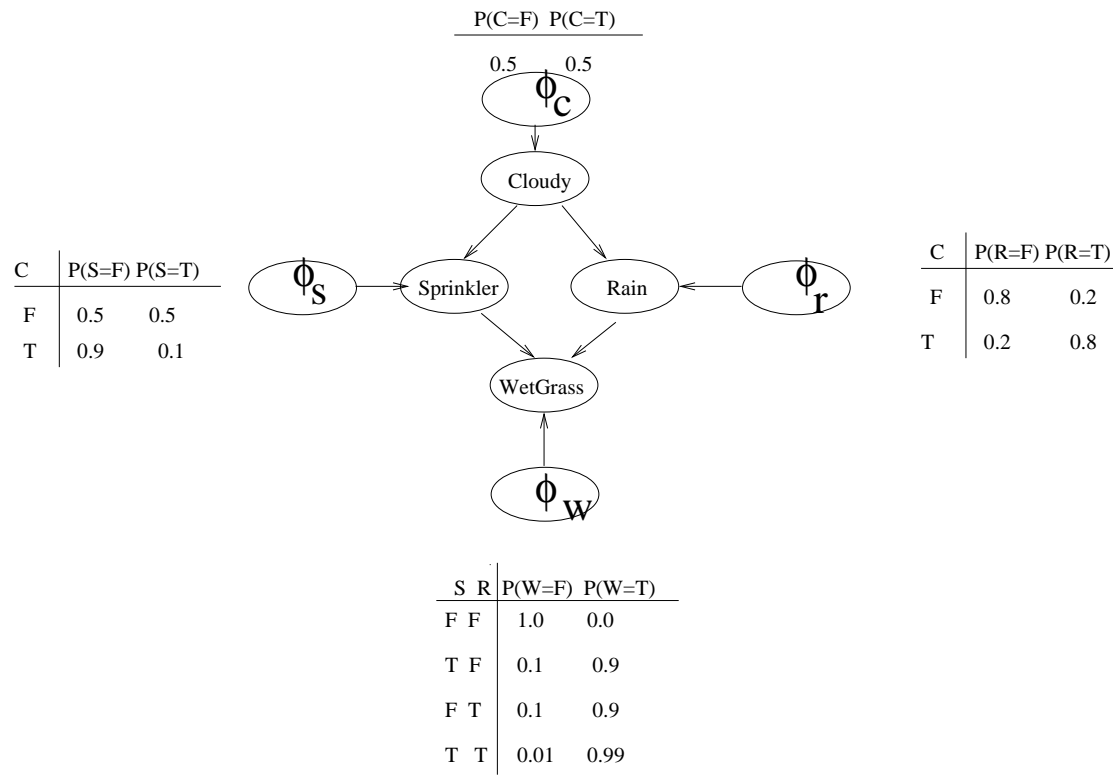 P(C=F) P(C=T)
0.5 0.5
ϕc
Cloudy
C P(S=F) P(S=T)
F 0.5 0.5
T 0.9 0.1
ϕs
Sprinkler
Rain
ϕr
C P(R=F) P(R=T)
F 0.8 0.2
T 0.2 0.8
WetGrass
ϕw
S R P(W=F) P(W=T)
F F 1.0 0.0
T F 0.1 0.9
F T 0.1 0.9
T T 0.01 0.99